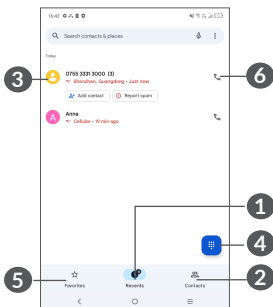 16:42
Search contacts & places
Today
0755 3331 3000 (3)
Shenzhen, Guangdong • Just now
Add contact
Report spam
Anna
Cellular • 19 min ago
3
6
1
4
5
2
Favorites
Recents
Contacts